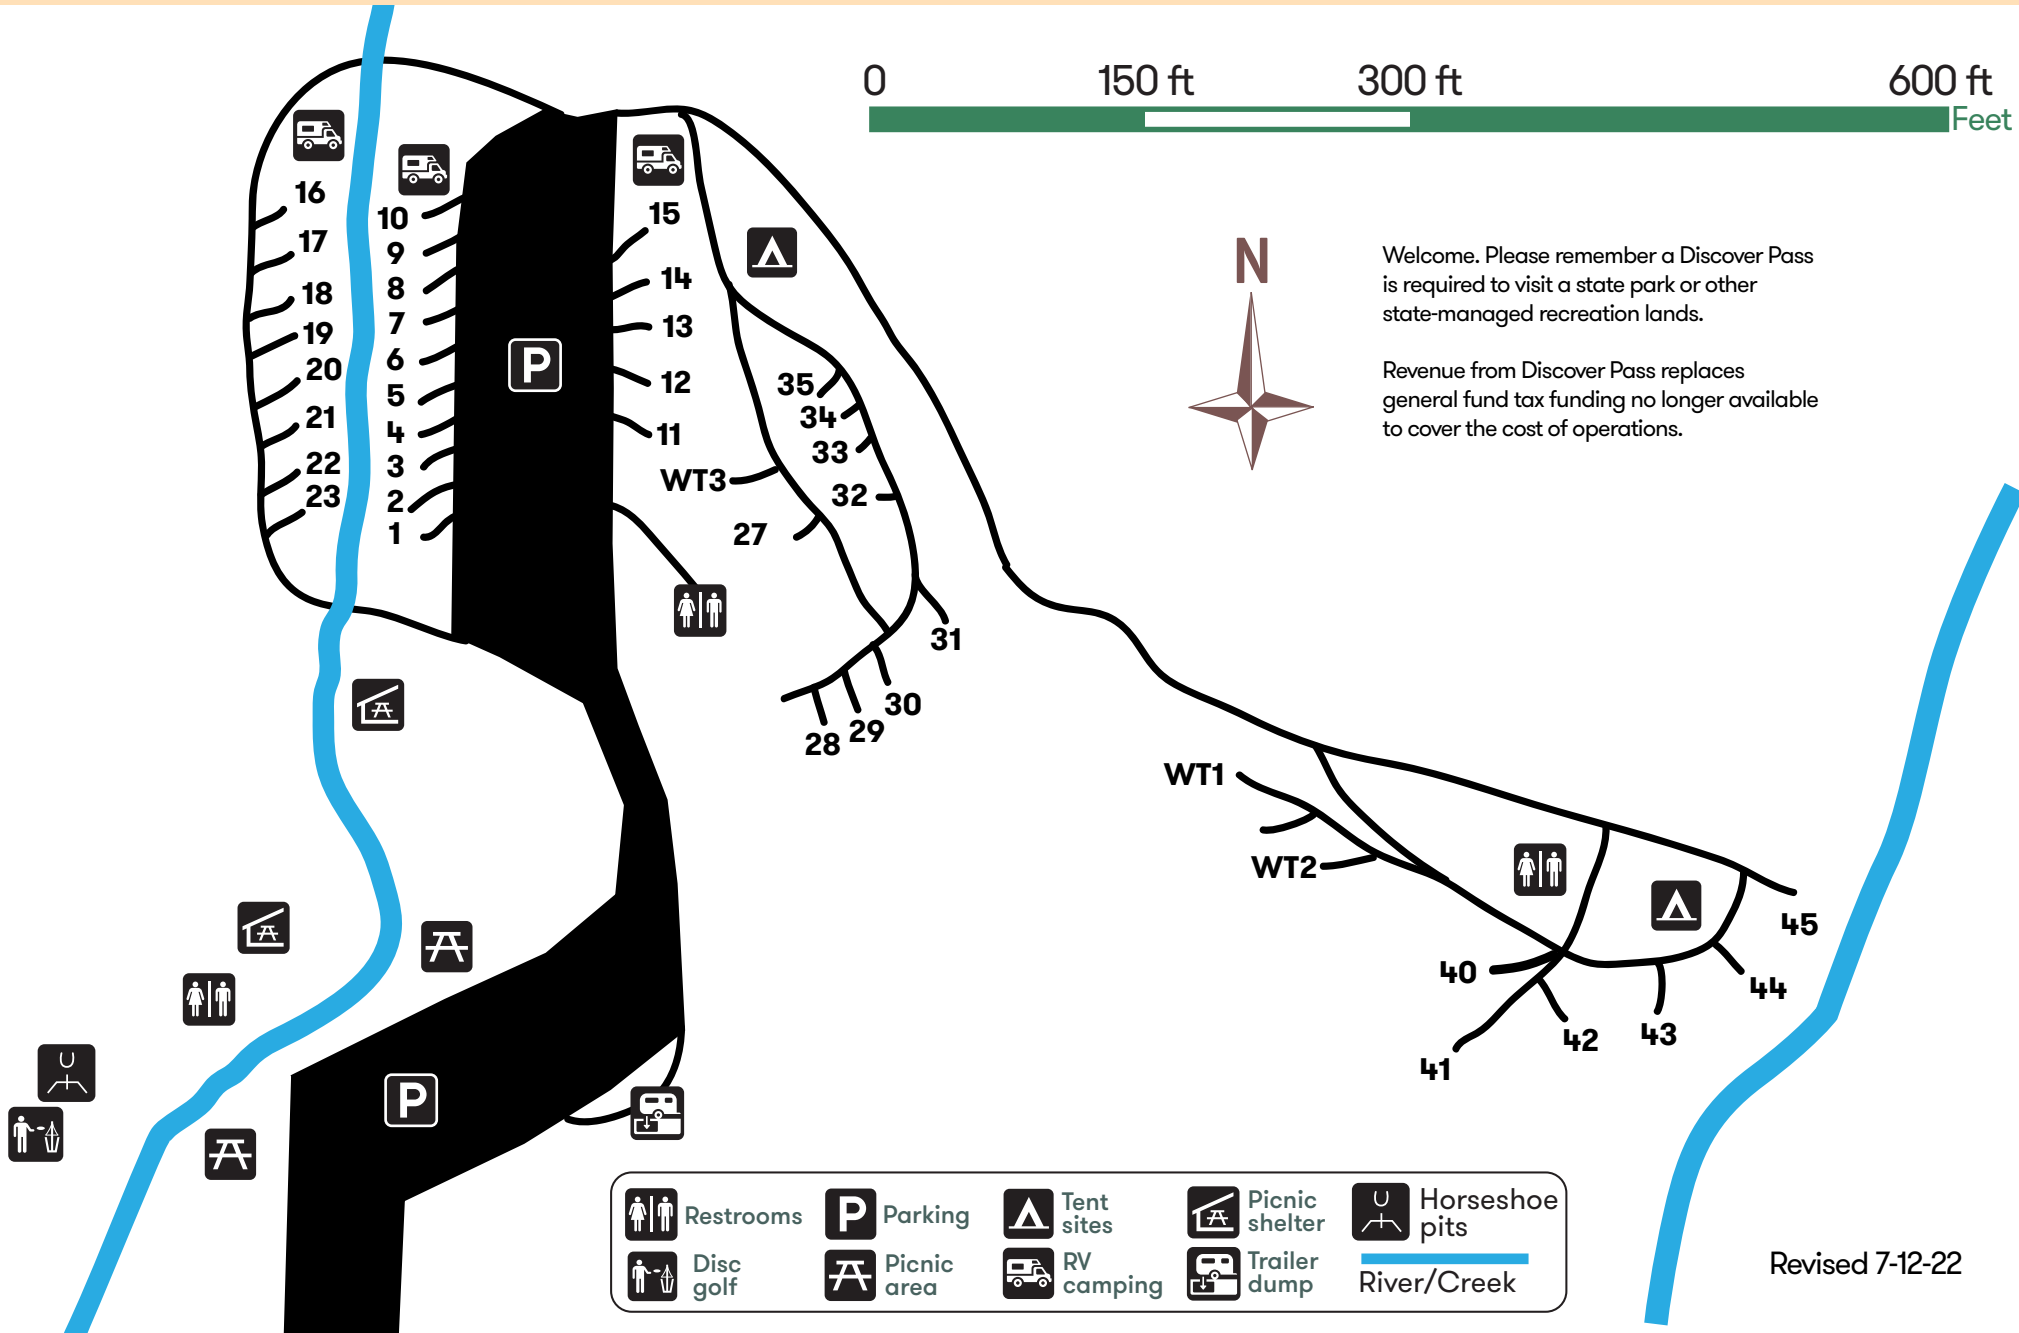 0
150 ft
300 ft
600 ft
Feet
N
Welcome. Please remember a Discover Pass
is required to visit a state park or other
state-managed recreation lands.
Revenue from Discover Pass replaces
general fund tax funding no longer available
to cover the cost of operations.
16
17
18
19
20
21
22
23
10
9
8
7
6
5
4
3
2
1
P
15
14
13
12
11
WT3
27
35
34
33
32
31
30
29
28
WT1
WT2
40
41
42
43
44
45
P
Restrooms
P
Parking
Tent
sites
Picnic
shelter
Horseshoe
pits
Disc
golf
Picnic
area
RV
camping
Trailer
dump
River/Creek
Revised 7-12-22